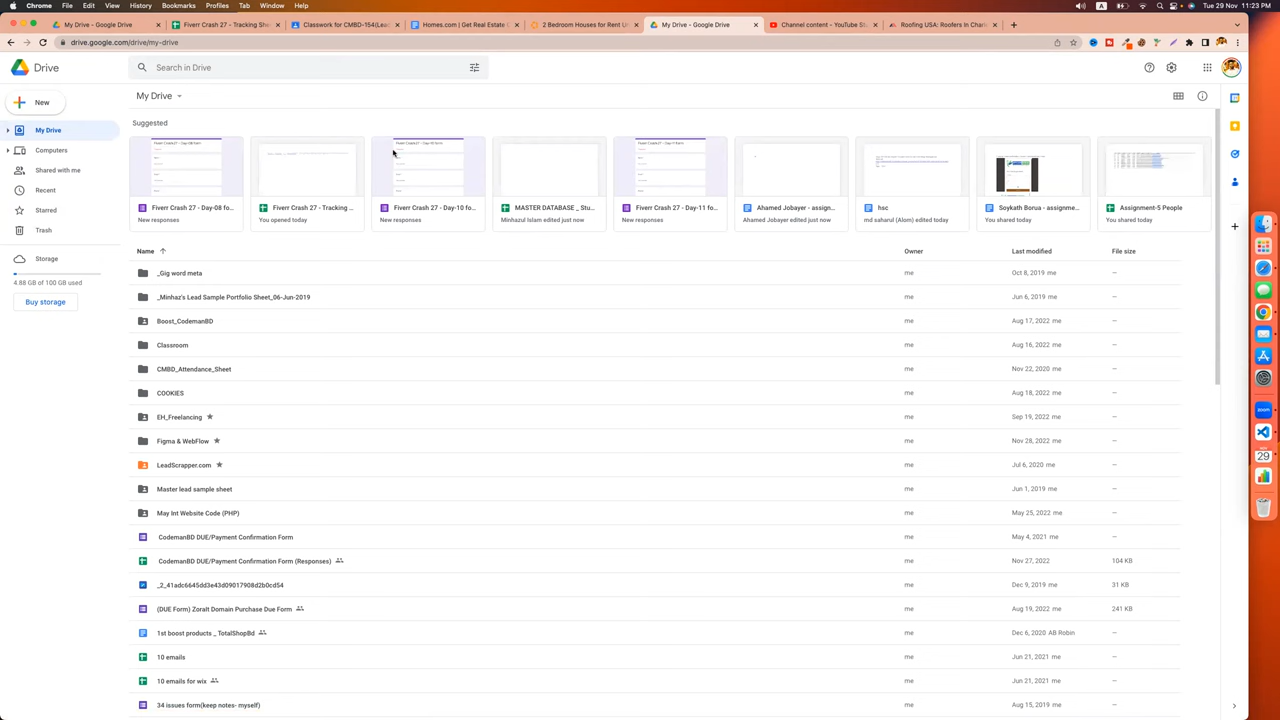 Chrome File Edit View History Bookmarks Profiles Tab Window Help
A Tue 29 Nov 11:23 PM
My Drive - Google Drive
Fiverr Crash 27 - Tracking She
Classwork for CMBD-154(Lead
Homes.com | Get Real Estate
2 Bedroom Houses for Rent
My Drive - Google Drive
Channel content - YouTube St
Roofing USA: Roofers In Charl
drive.google.com/drive/my-drive
Drive
Search in Drive
New
My Drive
Computers
Shared with me
Recent
Starred
Trash
Storage
4.88 GB of 100 GB used
Buy storage
My Drive
Suggested
Fiverr Crash 27 - Day-08 fo...
New responses
Fiverr Crash 27 - Tracking ...
You opened today
Fiverr Crash 27 - Day-10 fo...
New responses
MASTER DATABASE _ Stu...
Minhazul Islam edited just now
Fiverr Crash 27 - Day-11 fo...
New responses
Ahamed Jobayer - assign...
Ahamed Jobayer edited just now
hsc
md saharul (Alom) edited today
Soykath Borua - assignme...
You shared today
Assignment-5 People
You shared today
Name Owner Last modified File size
_Gig word meta me Oct 8, 2019 me –
_Minhaz's Lead Sample Portfolio Sheet_06-Jun-2019 me Jun 6, 2019 me –
Boost_CodemanBD me Aug 17, 2022 me –
Classroom me Aug 16, 2022 me –
CMBD_Attendance_Sheet me Nov 22, 2020 me –
COOKIES me Aug 18, 2022 me –
EH_Freelancing me Sep 19, 2022 me –
Figma & WebFlow me Nov 28, 2022 me –
LeadScrapper.com me Jul 6, 2020 me –
Master lead sample sheet me Jun 1, 2019 me –
May Int Website Code (PHP) me May 25, 2022 me –
CodemanBD DUE/Payment Confirmation Form me May 4, 2021 me –
CodemanBD DUE/Payment Confirmation Form (Responses) me Nov 27, 2022 104 KB
_2_41adc6645dd3e43d09017908d2b0cd54 me Dec 9, 2019 me 31 KB
(DUE Form) Zoralt Domain Purchase Due Form me Aug 19, 2022 me 241 KB
1st boost products _ TotalShopBd me Dec 6, 2020 AB Robin –
10 emails me Jun 21, 2021 me –
10 emails for wix me Jun 21, 2021 me –
34 issues form(keep notes- myself) me Aug 15, 2019 me –
zoom
NOV
29